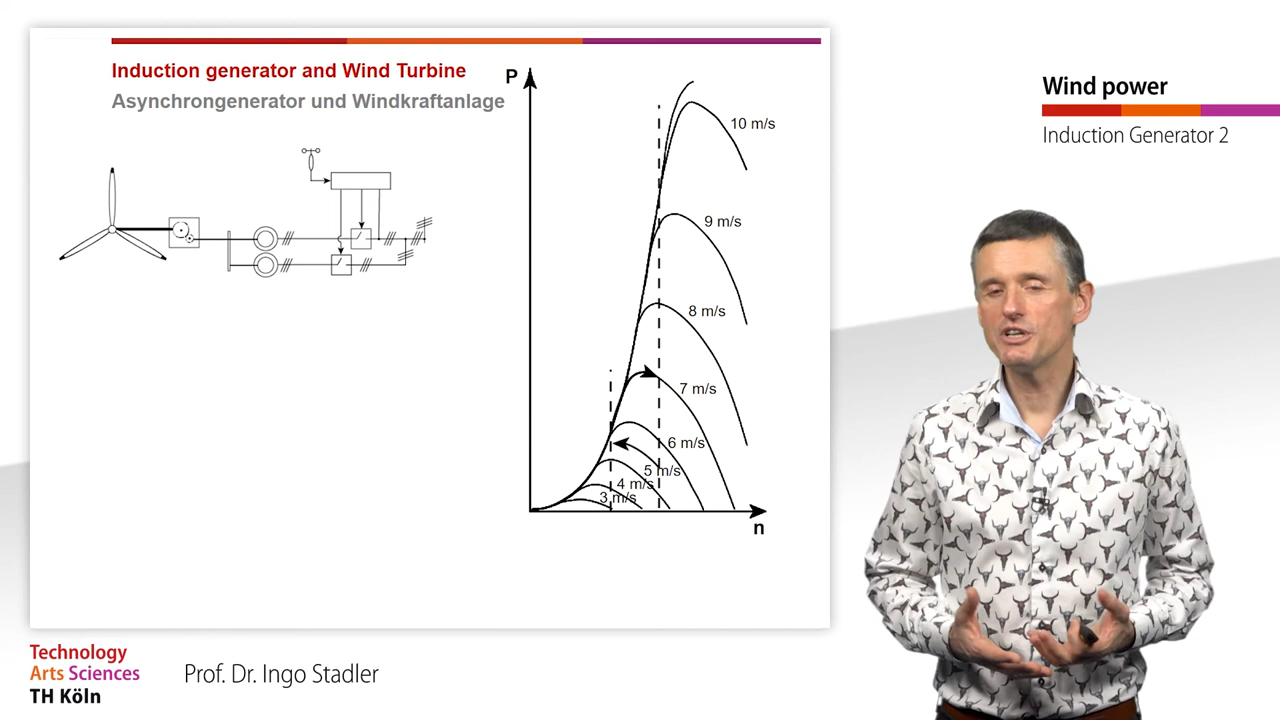 Induction generator and Wind Turbine
Asynchrongenerator und Windkraftanlage
P
10 m/s
9 m/s
8 m/s
7 m/s
6 m/s
5 m/s
4 m/s
3 m/s
n
Wind power
Induction Generator 2
Technology
Arts Sciences
TH Köln
Prof. Dr. Ingo Stadler